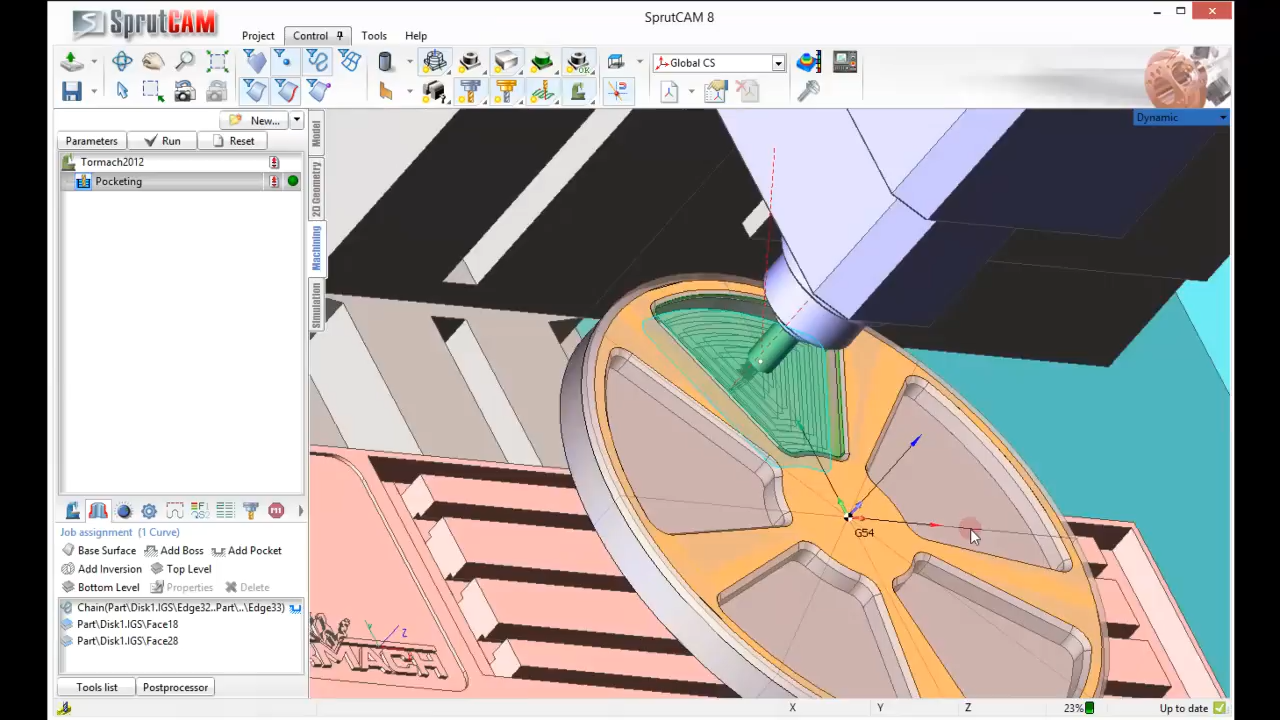 SprutCAM 8
SprutCAM
Project
Control
Tools
Help
Global CS
New...
Dynamic
Parameters
Run
Reset
Tormach2012
Pocketing
Model
2D Geometry
Machining
Simulation
G54
Job assignment (1 Curve)
Base Surface
Add Boss
Add Pocket
Add Inversion
Top Level
Bottom Level
Properties
Delete
Chain(Part\Disk1.IGS\Edge32..Part\..\Edge33)
Part\Disk1.IGS\Face18
Part\Disk1.IGS\Face28
Y
Z
Tools list
Postprocessor
X
Y
Z
23%
Up to date